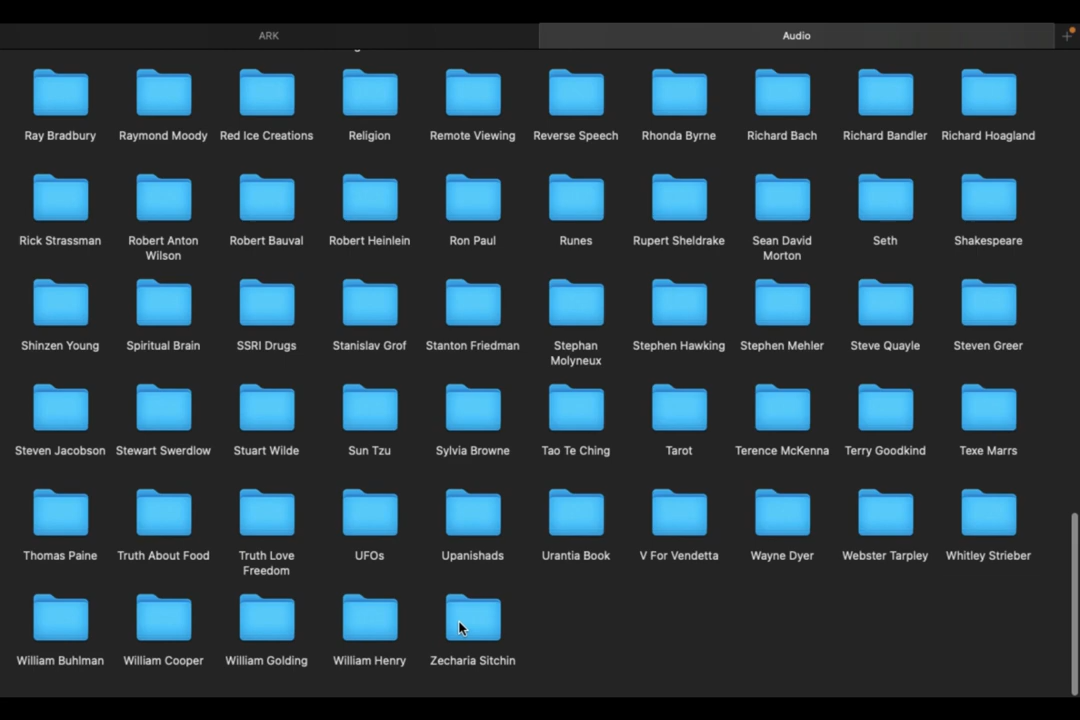 ARK
Audio
Ray Bradbury
Raymond Moody
Red Ice Creations
Religion
Remote Viewing
Reverse Speech
Rhonda Byrne
Richard Bach
Richard Bandler
Richard Hoagland
Rick Strassman
Robert Anton
Wilson
Robert Bauval
Robert Heinlein
Ron Paul
Runes
Rupert Sheldrake
Sean David
Morton
Seth
Shakespeare
Shinzen Young
Spiritual Brain
SSRI Drugs
Stanislav Grof
Stanton Friedman
Stephan
Molyneux
Stephen Hawking
Stephen Mehler
Steve Quayle
Steven Greer
Steven Jacobson
Stewart Swerdlow
Stuart Wilde
Sun Tzu
Sylvia Browne
Tao Te Ching
Tarot
Terence McKenna
Terry Goodkind
Texe Marrs
Thomas Paine
Truth About Food
Truth Love
Freedom
UFOs
Upanishads
Urantia Book
V For Vendetta
Wayne Dyer
Webster Tarpley
Whitley Strieber
William Buhlman
William Cooper
William Golding
William Henry
Zecharia Sitchin